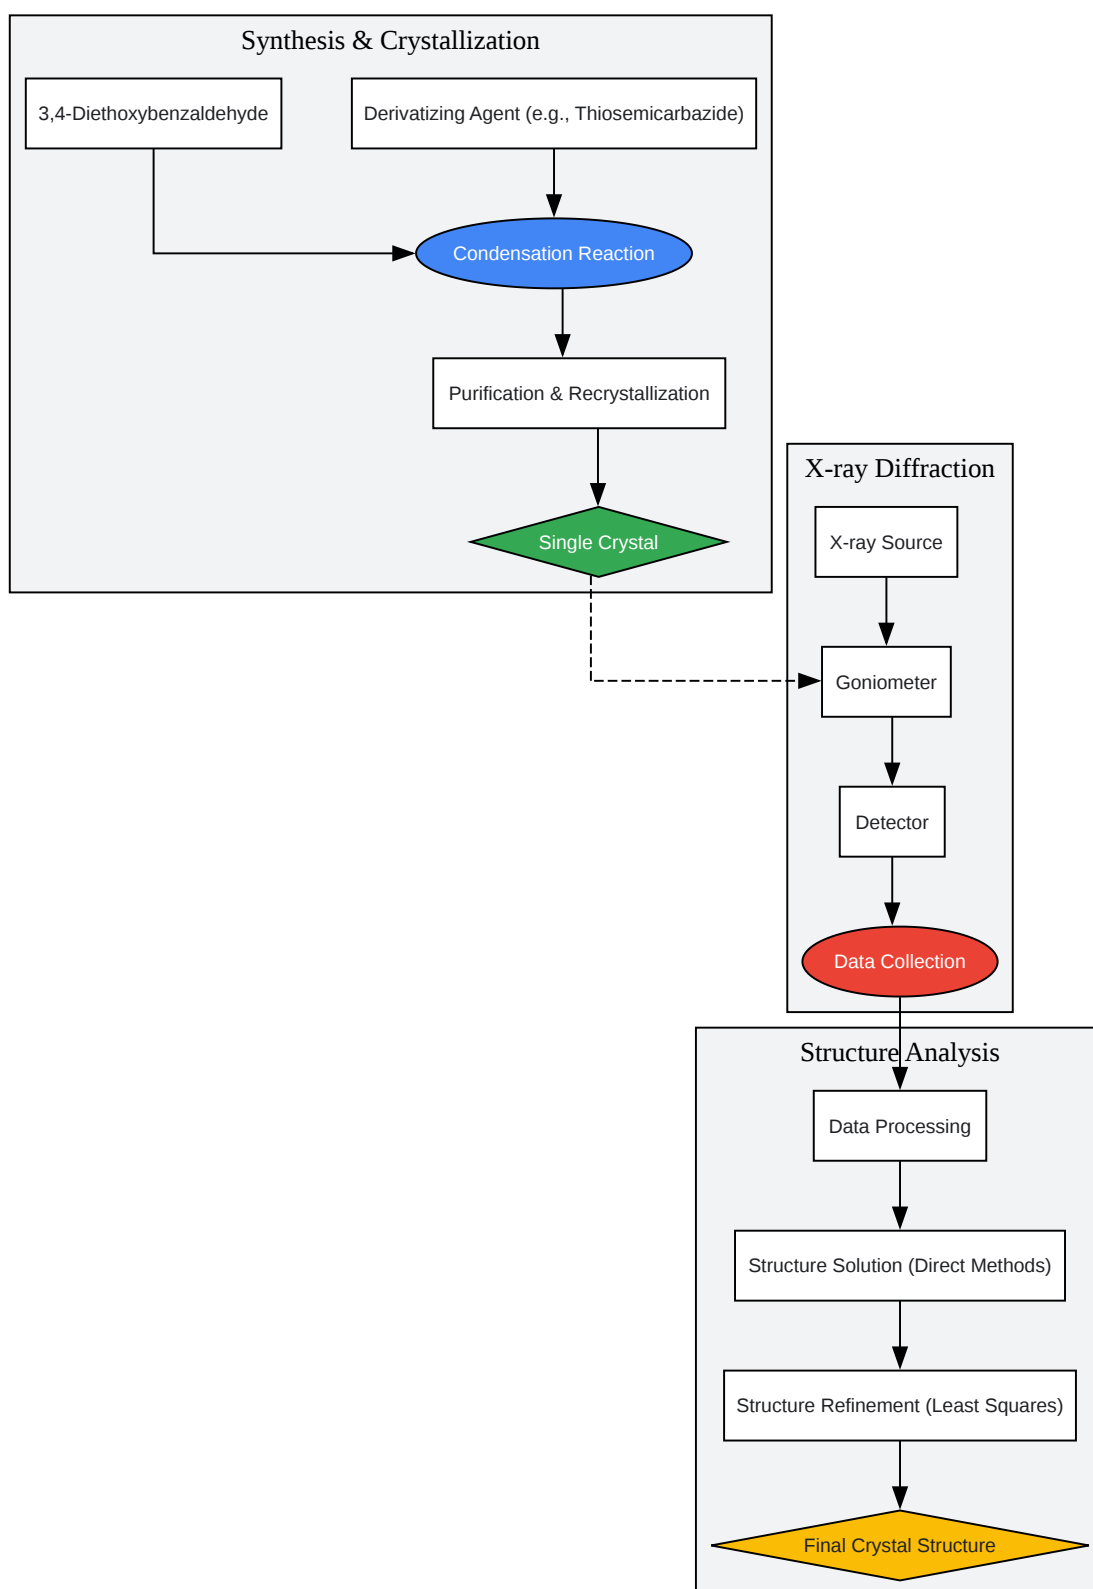 Synthesis & Crystallization
3,4-Diethoxybenzaldehyde
Derivatizing Agent (e.g., Thiosemicarbazide)
Condensation Reaction
Purification & Recrystallization
Single Crystal
X-ray Diffraction
X-ray Source
Goniometer
Detector
Data Collection
Structure Analysis
Data Processing
Structure Solution (Direct Methods)
Structure Refinement (Least Squares)
Final Crystal Structure